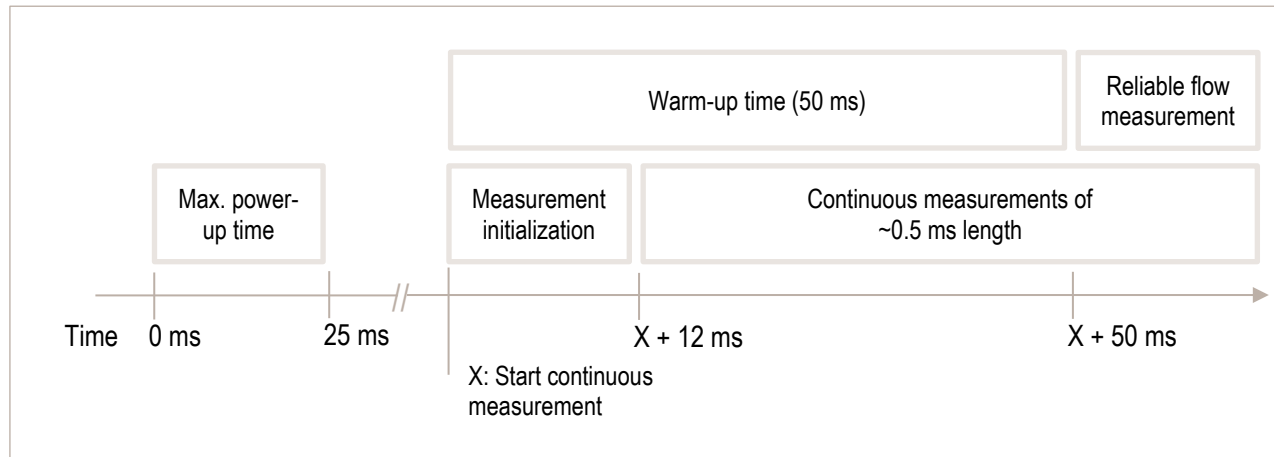 Warm-up time (50 ms)
Reliable flow
measurement
Max. power-
up time
Measurement
initialization
Continuous measurements of
~0.5 ms length
Time
0 ms
25 ms
X + 12 ms
X + 50 ms
X: Start continuous
measurement